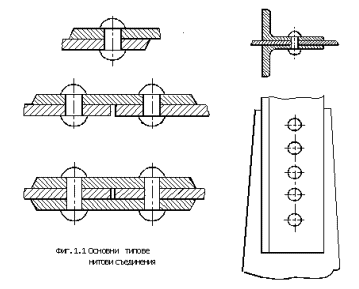 Фиг. 1.1 Основни типове
нитови съединения